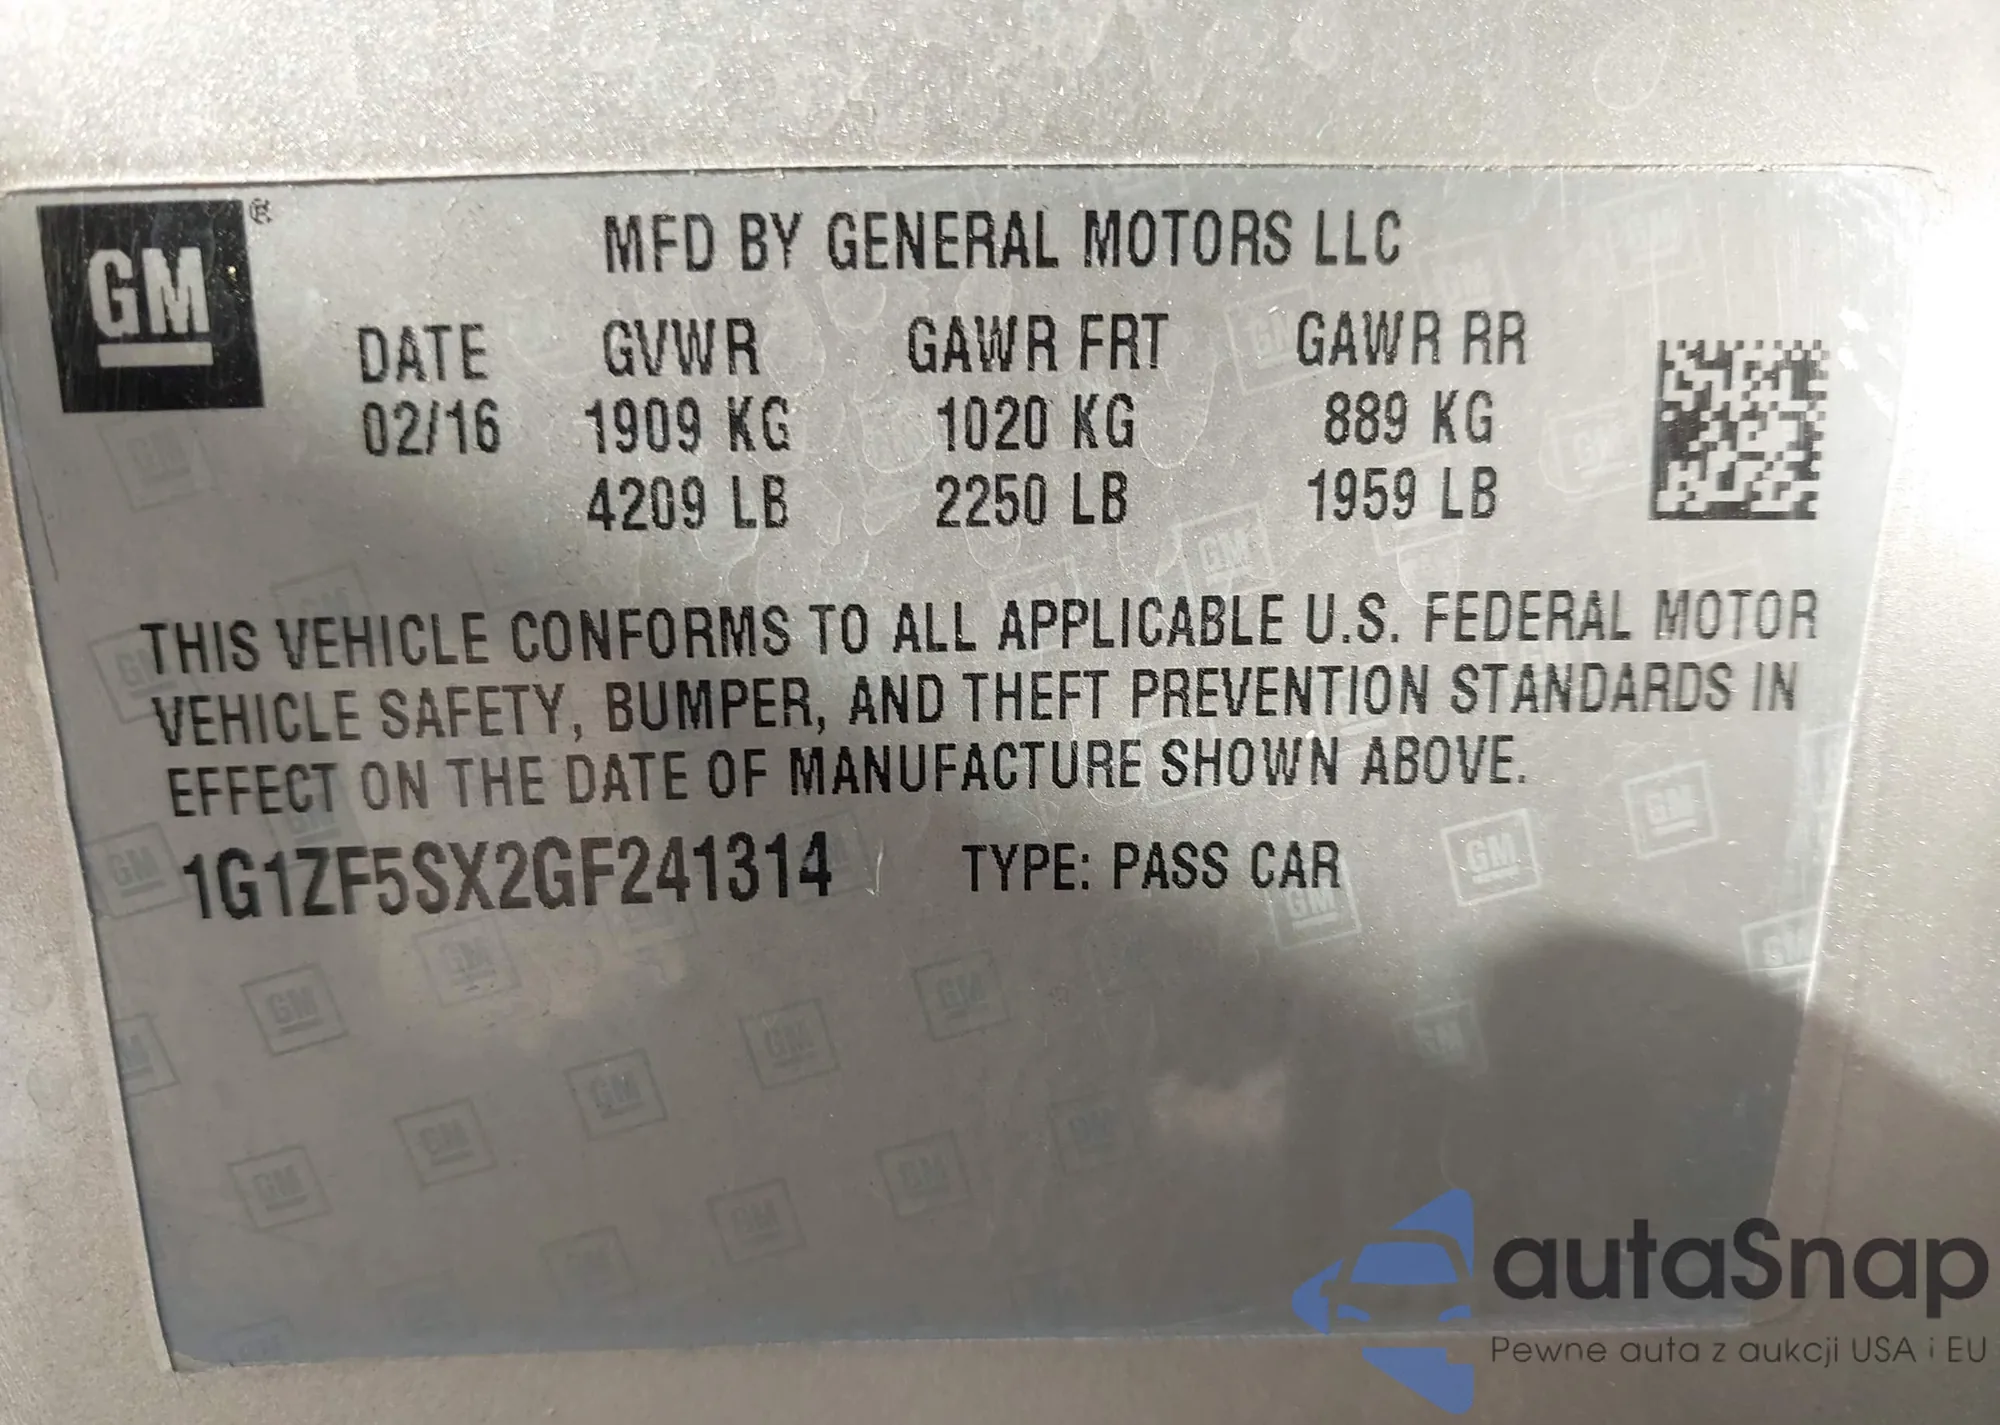 GM®
MFD BY GENERAL MOTORS LLC
DATE GVWR GAWR FRT GAWR RR
02/16 1909 KG 1020 KG 889 KG
4209 LB 2250 LB 1959 LB
THIS VEHICLE CONFORMS TO ALL APPLICABLE U.S. FEDERAL MOTOR
VEHICLE SAFETY, BUMPER, AND THEFT PREVENTION STANDARDS IN
EFFECT ON THE DATE OF MANUFACTURE SHOWN ABOVE.
1G1ZF5SX2GF241314 TYPE: PASS CAR
autaSnap
Pewne auta z aukcji USA i EU